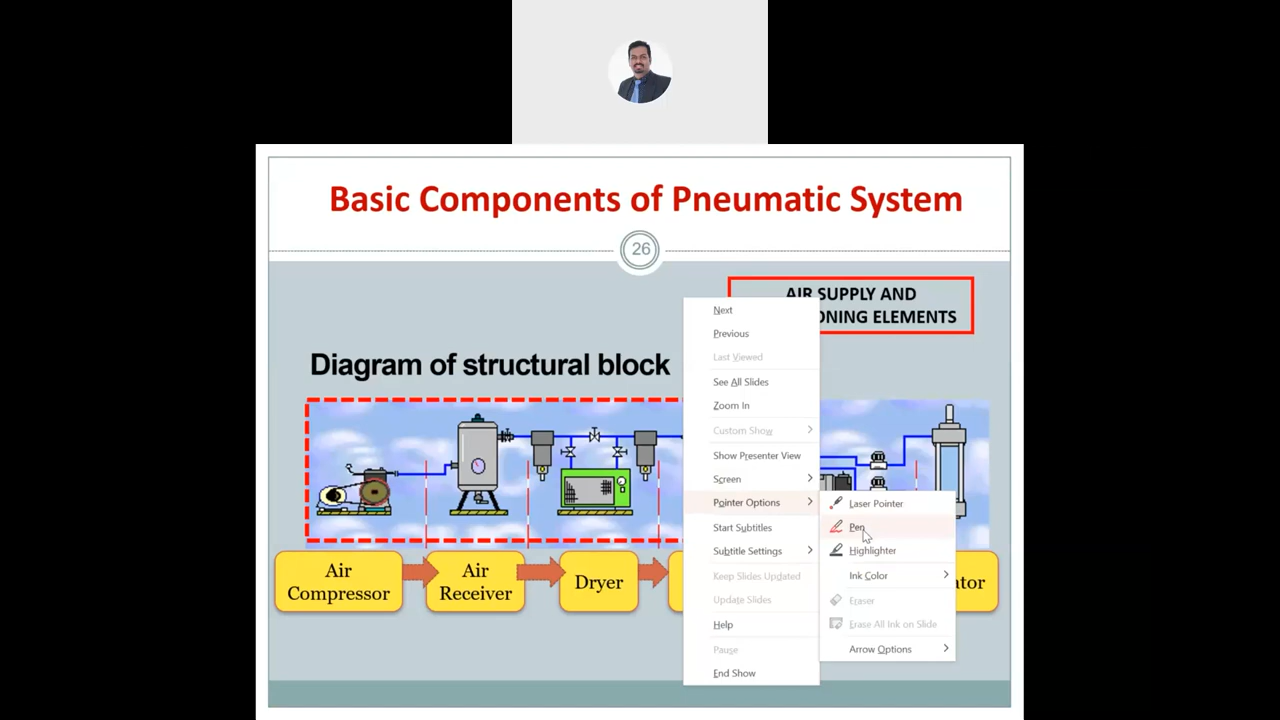 Basic Components of Pneumatic System
26
AIR SUPPLY AND
ONING ELEMENTS
Diagram of structural block
Air
Compressor
Air
Receiver
Dryer
Next
Previous
Last Viewed
See All Slides
Zoom In
Custom Show
Show Presenter View
Screen
Pointer Options
Start Subtitles
Subtitle Settings
Keep Slides Updated
Update Slides
Help
Pause
End Show
Laser Pointer
Pen
Highlighter
Ink Color
Eraser
Erase All Ink on Slide
Arrow Options
ator